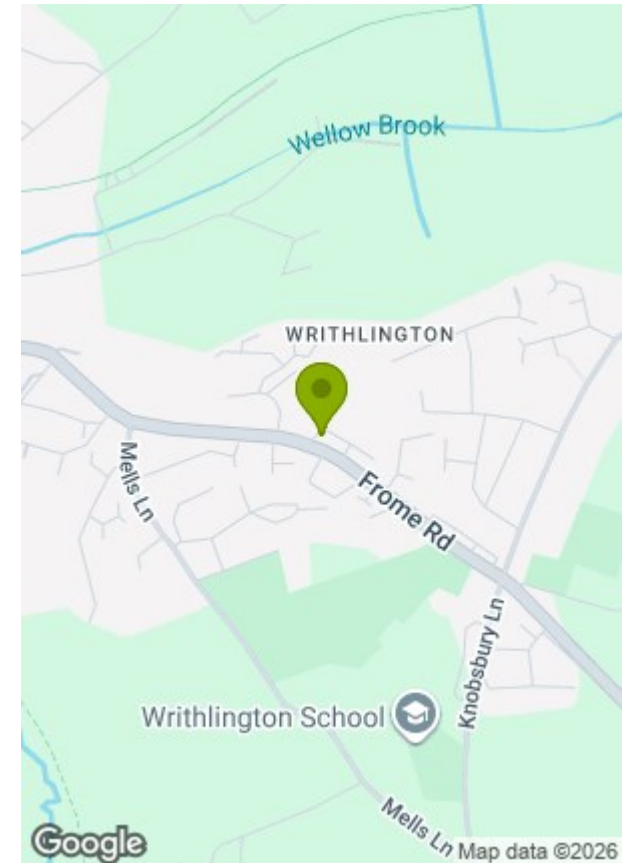 Wellow Brook
WRITHLINGTON
Mells Ln
Frome Rd
Knobsbury Ln
Writhlington School
Mells Ln
Google
Map data ©2026